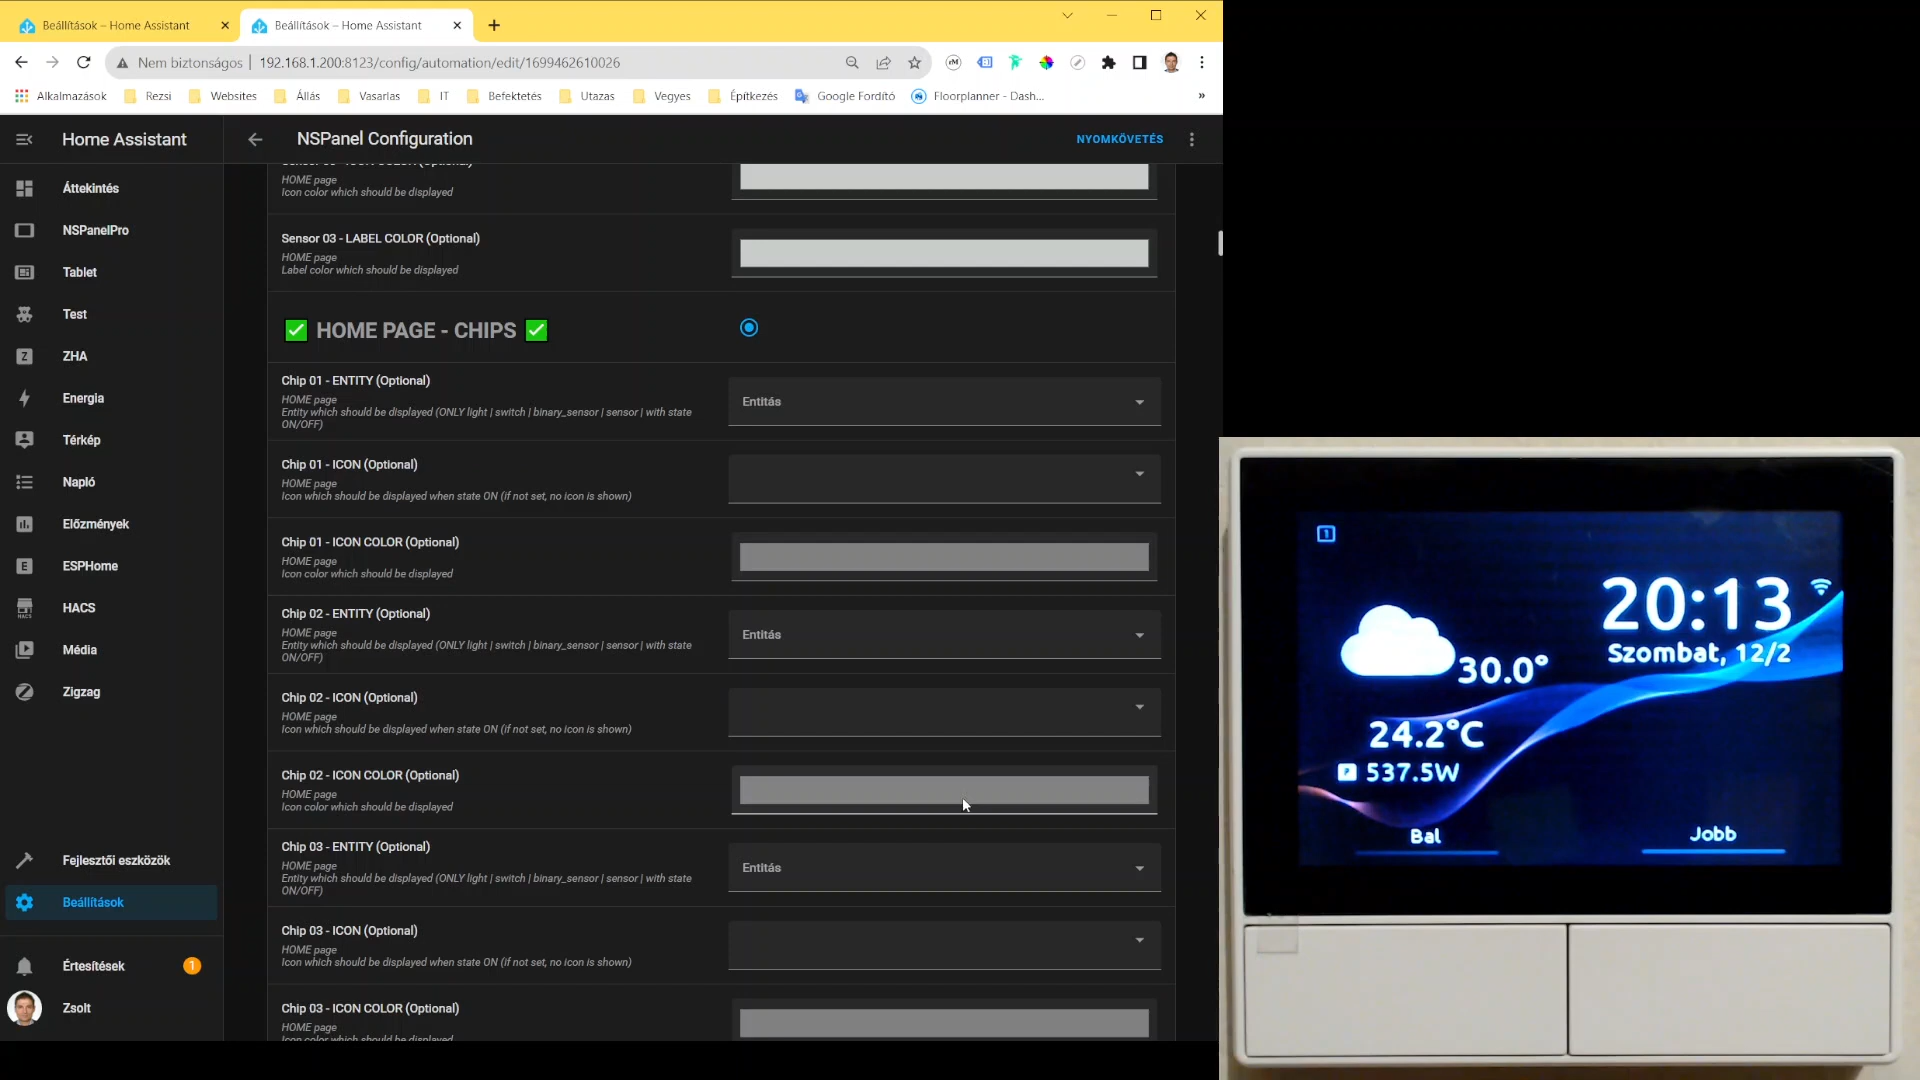 Beállítások – Home Assistant
Beállítások – Home Assistant
Nem biztonságos
192.168.1.200:8123/config/automation/edit/1699462610026
Alkalmazások
Rezsi
Websites
Állás
Vasarlas
IT
Befektetés
Utazas
Vegyes
Építkezés
Google Fordító
Floorplanner - Dash...
»
Home Assistant
NSPanel Configuration
NYOMKÖVETÉS
Áttekintés
NSPanelPro
Tablet
Test
ZHA
Energia
Térkép
Napló
Előzmények
ESPHome
HACS
Média
Zigzag
Fejlesztői eszközök
Beállítások
Értesítések
1
Zsolt
HOME page
Icon color which should be displayed
Sensor 03 - LABEL COLOR (Optional)
HOME page
Label color which should be displayed
HOME PAGE - CHIPS
Chip 01 - ENTITY (Optional)
HOME page
Entity which should be displayed (ONLY light | switch | binary_sensor | sensor | with state
ON/OFF)
Entitás
Chip 01 - ICON (Optional)
HOME page
Icon which should be displayed when state ON (if not set, no icon is shown)
Chip 01 - ICON COLOR (Optional)
HOME page
Icon color which should be displayed
Chip 02 - ENTITY (Optional)
HOME page
Entity which should be displayed (ONLY light | switch | binary_sensor | sensor | with state
ON/OFF)
Entitás
Chip 02 - ICON (Optional)
HOME page
Icon which should be displayed when state ON (if not set, no icon is shown)
Chip 02 - ICON COLOR (Optional)
HOME page
Icon color which should be displayed
Chip 03 - ENTITY (Optional)
HOME page
Entity which should be displayed (ONLY light | switch | binary_sensor | sensor | with state
ON/OFF)
Entitás
Chip 03 - ICON (Optional)
HOME page
Icon which should be displayed when state ON (if not set, no icon is shown)
Chip 03 - ICON COLOR (Optional)
HOME page
Icon color which should be displayed
1
20:13
Szombat, 12/2
30.0°
24.2°C
537.5W
Bal
Jobb